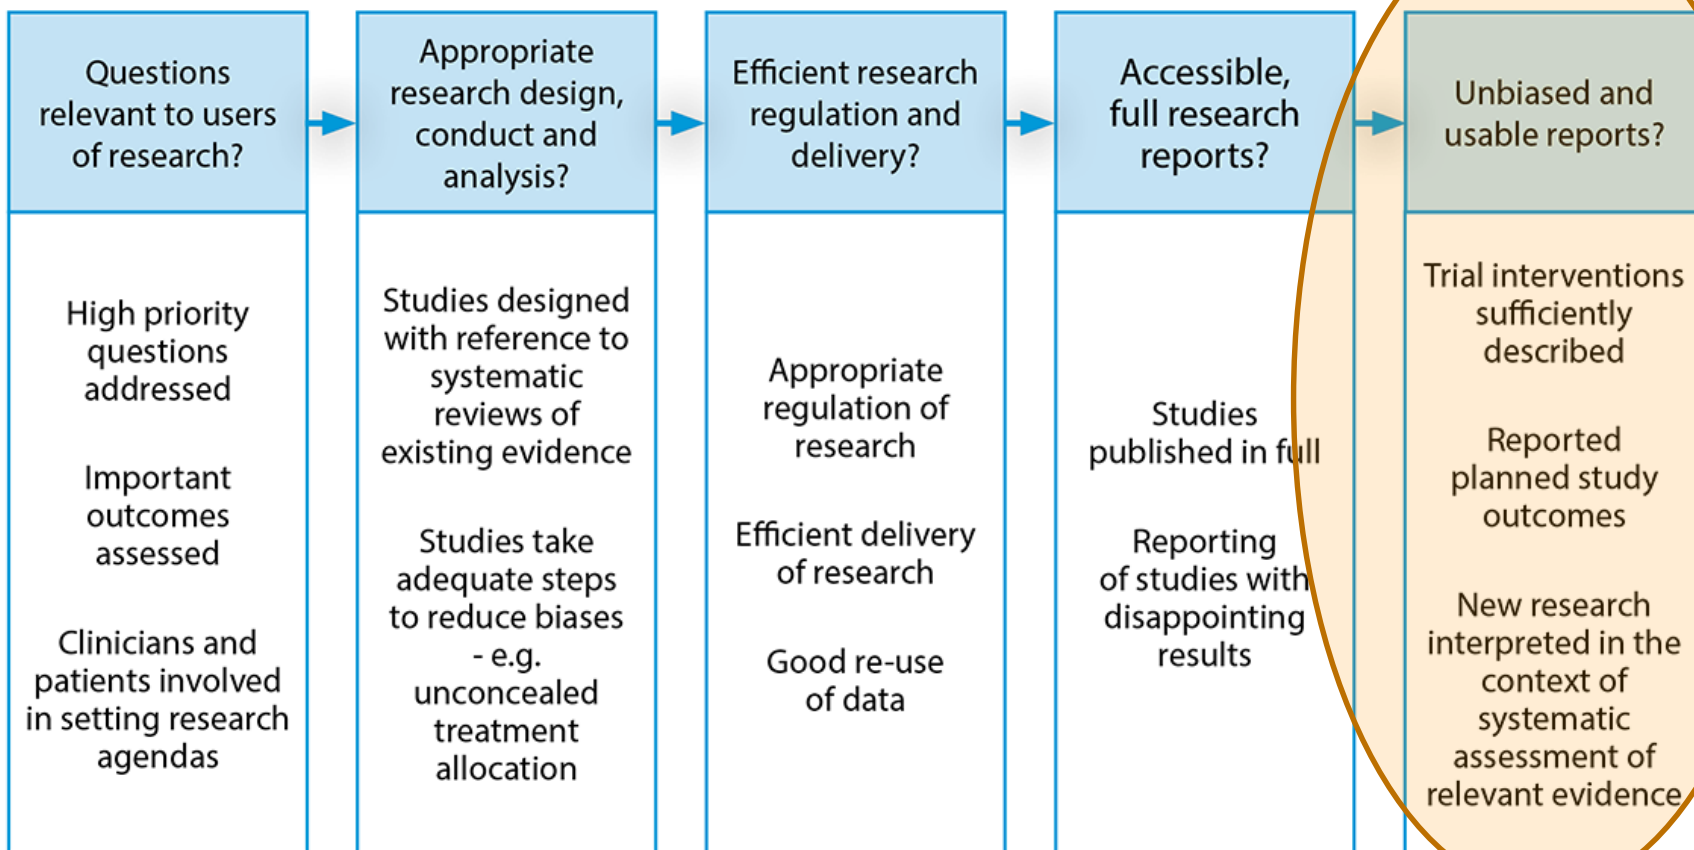 Questions
relevant to users
of research?
High priority
questions
addressed
Important
outcomes
assessed
Clinicians and
patients involved
in setting research
agendas
Appropriate
research design,
conduct and
analysis?
Studies designed
with reference to
systematic
reviews of
existing evidence
Studies take
adequate steps
to reduce biases
- e.g.
unconcealed
treatment
allocation
Efficient research
regulation and
delivery?
Appropriate
regulation of
research
Efficient delivery
of research
Good re-use
of data
Accessible,
full research
reports?
Studies
published in full
Reporting
of studies with
disappointing
results
Unbiased and
usable reports?
Trial interventions
sufficiently
described
Reported
planned study
outcomes
New research
interpreted in the
context of
systematic
assessment of
relevant evidence